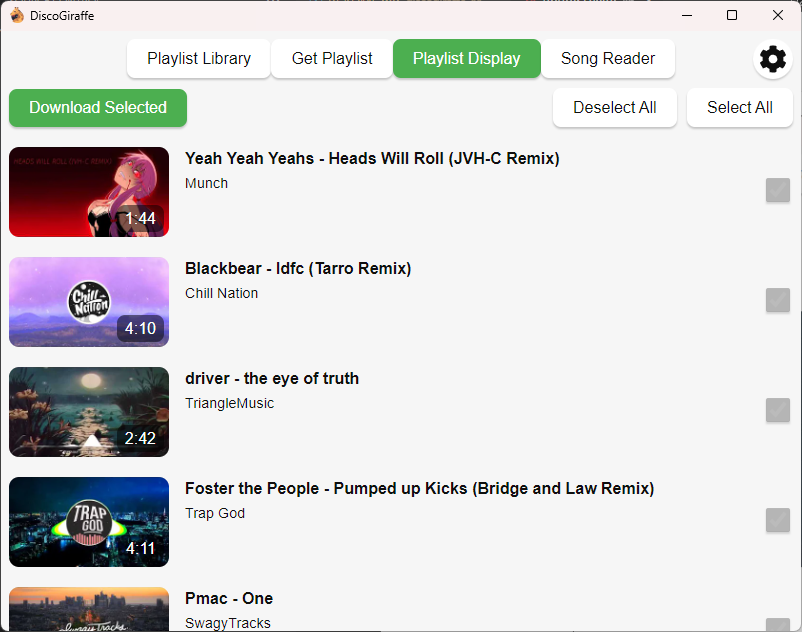 DiscoGiraffe
Playlist Library
Get Playlist
Playlist Display
Song Reader
Download Selected
Deselect All
Select All
HEADS WILL ROLL (JVH-C REMIX)
1:44
Yeah Yeah Yeahs - Heads Will Roll (JVH-C Remix)
Munch
Chill
Nation
4:10
Blackbear - Idfc (Tarro Remix)
Chill Nation
2:42
driver - the eye of truth
TriangleMusic
TRAP
GOD
4:11
Foster the People - Pumped up Kicks (Bridge and Law Remix)
Trap God
Swagy Tracks
Pmac - One
SwagyTracks